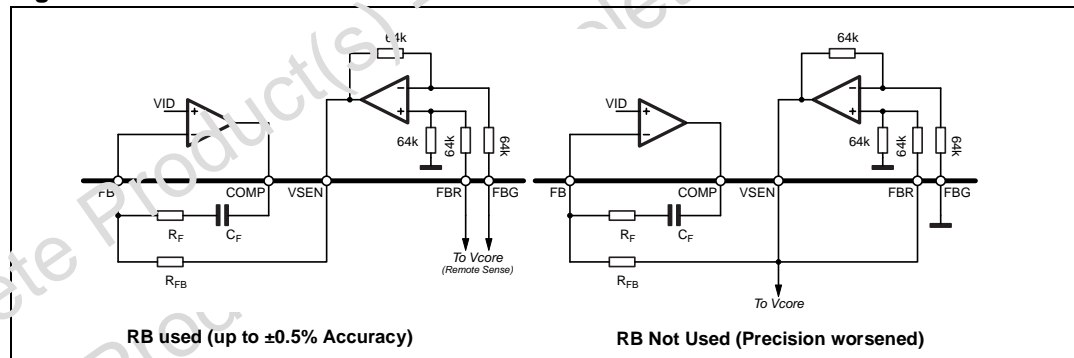 64k
VID
64k
64k
64k
FB
COMP
VSEN
FBR
FBG
RF
CF
RFB
To Vcore
(Remote Sense)
RB used (up to ±0.5% Accuracy)
64k
VID
64k
64k
64k
FB
COMP
VSEN
FBR
FBG
RF
CF
RFB
To Vcore
RB Not Used (Precision worsened)
Product(s)